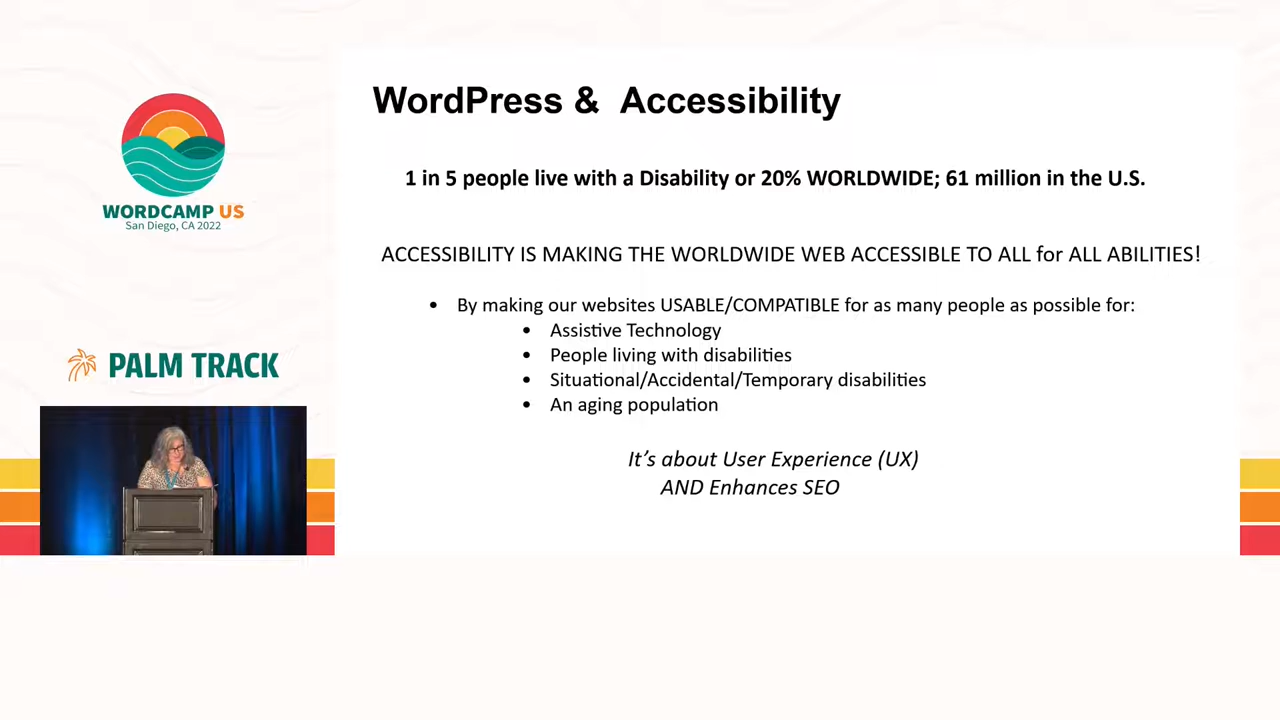 WORDCAMP US
San Diego, CA 2022
PALM TRACK
WordPress & Accessibility
1 in 5 people live with a Disability or 20% WORLDWIDE; 61 million in the U.S.
ACCESSIBILITY IS MAKING THE WORLDWIDE WEB ACCESSIBLE TO ALL for ALL ABILITIES!
• By making our websites USABLE/COMPATIBLE for as many people as possible for:
• Assistive Technology
• People living with disabilities
• Situational/Accidental/Temporary disabilities
• An aging population
It's about User Experience (UX)
AND Enhances SEO